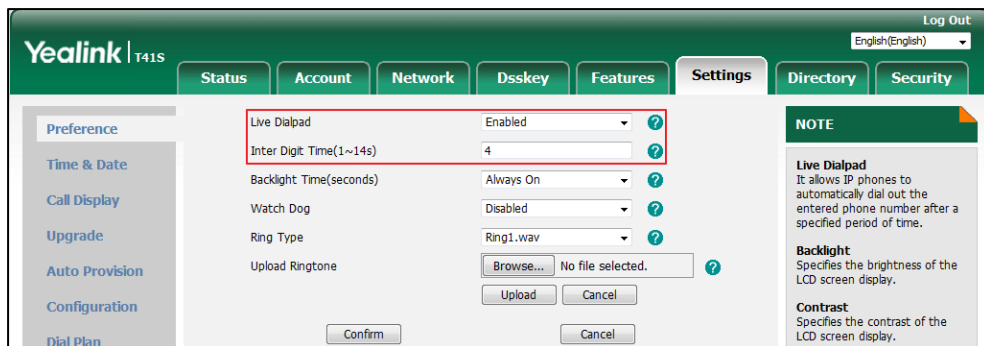 Log Out
Yealink | T41S
English(English)
Status Account Network Dsskey Features Settings Directory Security
Preference
Time & Date
Call Display
Upgrade
Auto Provision
Configuration
Dial Plan
Live Dialpad Enabled ?
Inter Digit Time(1~14s) 4 ?
Backlight Time(seconds) Always On ?
Watch Dog Disabled ?
Ring Type Ring1.wav ?
Upload Ringtone Browse... No file selected. ?
Upload Cancel
Confirm Cancel
NOTE
Live Dialpad
It allows IP phones to
automatically dial out the
entered phone number after a
specified period of time.
Backlight
Specifies the brightness of the
LCD screen display.
Contrast
Specifies the contrast of the
LCD screen display.